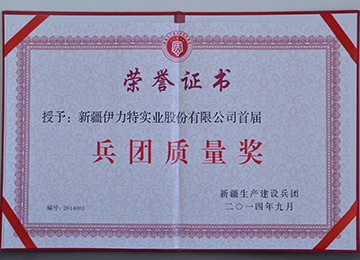 荣誉证书
授予：新疆伊力特实业股份有限公司首届
兵团质量奖
新疆生产建设兵团
二〇一四年九月
编号：2014001